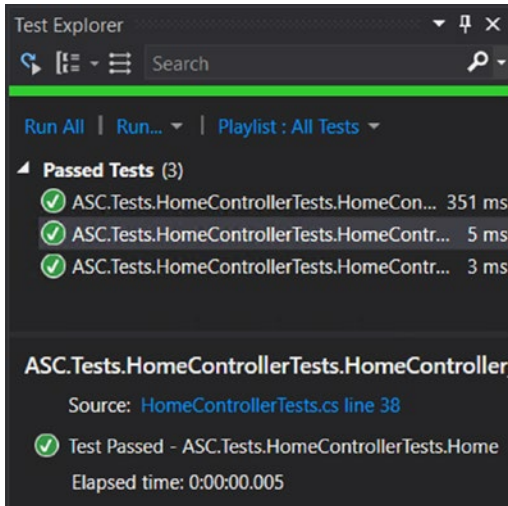 Test Explorer
Search
Run All | Run... | Playlist : All Tests
Passed Tests (3)
ASC.Tests.HomeControllerTests.HomeCon... 351 ms
ASC.Tests.HomeControllerTests.HomeContr... 5 ms
ASC.Tests.HomeControllerTests.HomeContr... 3 ms
ASC.Tests.HomeControllerTests.HomeController
Source: HomeControllerTests.cs line 38
Test Passed - ASC.Tests.HomeControllerTests.Home
Elapsed time: 0:00:00.005